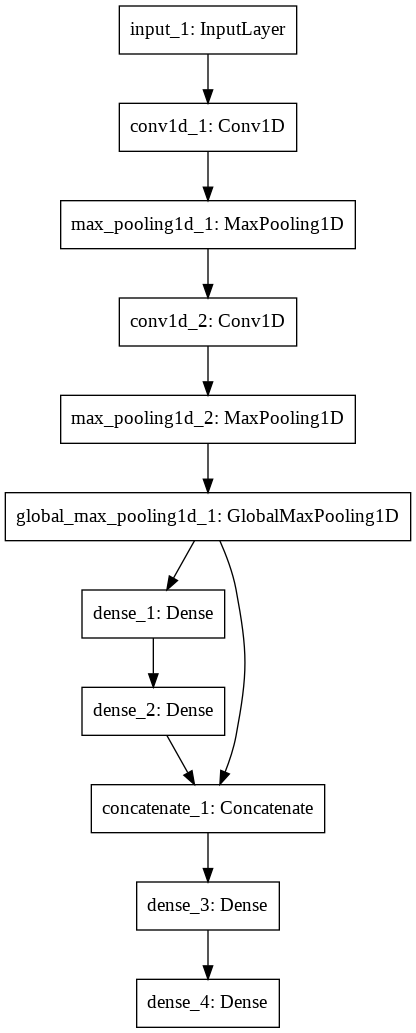 input_1: InputLayer
conv1d_1: Conv1D
max_pooling1d_1: MaxPooling1D
conv1d_2: Conv1D
max_pooling1d_2: MaxPooling1D
global_max_pooling1d_1: GlobalMaxPooling1D
dense_1: Dense
dense_2: Dense
concatenate_1: Concatenate
dense_3: Dense
dense_4: Dense